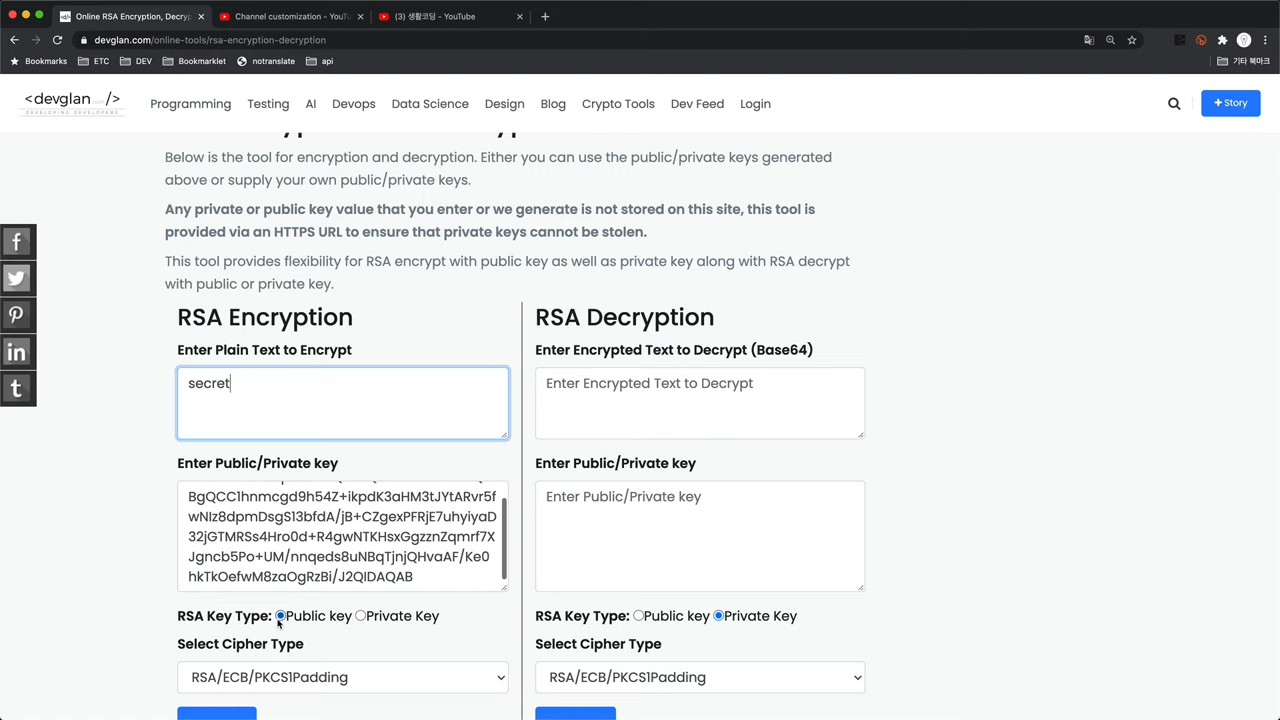 Online RSA Encryption, Decryp
Channel customization - YouTu
(3) 생활코딩 - YouTube
devglan.com/online-tools/rsa-encryption-decryption
Bookmarks
ETC
DEV
Bookmarklet
notranslate
api
기타 북마크
<devglan.com/>
DEVELOPING DEVELOPERS
Programming
Testing
AI
Devops
Data Science
Design
Blog
Crypto Tools
Dev Feed
Login
+ Story
Below is the tool for encryption and decryption. Either you can use the public/private keys generated
above or supply your own public/private keys.
Any private or public key value that you enter or we generate is not stored on this site, this tool is
provided via an HTTPS URL to ensure that private keys cannot be stolen.
This tool provides flexibility for RSA encrypt with public key as well as private key along with RSA decrypt
with public or private key.
RSA Encryption
Enter Plain Text to Encrypt
secret
Enter Public/Private key
BgQCC1hnmcgd9h54Z+ikpdK3aHM3tJYtARvr5f
wNIz8dpmDsgS13bfdA/jB+CZgexPFRjE7uhyiyaD
32jGTMRSs4Hro0d+R4gwNTKHsxGgzznZqmrf7X
Jgncb5Po+UM/nnqeds8uNBqTjnjQHvaAF/Ke0
hkTkOefwM8zaOgRzBi/J2QIDAQAB
RSA Key Type: Public key Private Key
Select Cipher Type
RSA/ECB/PKCS1Padding
RSA Decryption
Enter Encrypted Text to Decrypt (Base64)
Enter Encrypted Text to Decrypt
Enter Public/Private key
Enter Public/Private key
RSA Key Type: Public key Private Key
Select Cipher Type
RSA/ECB/PKCS1Padding